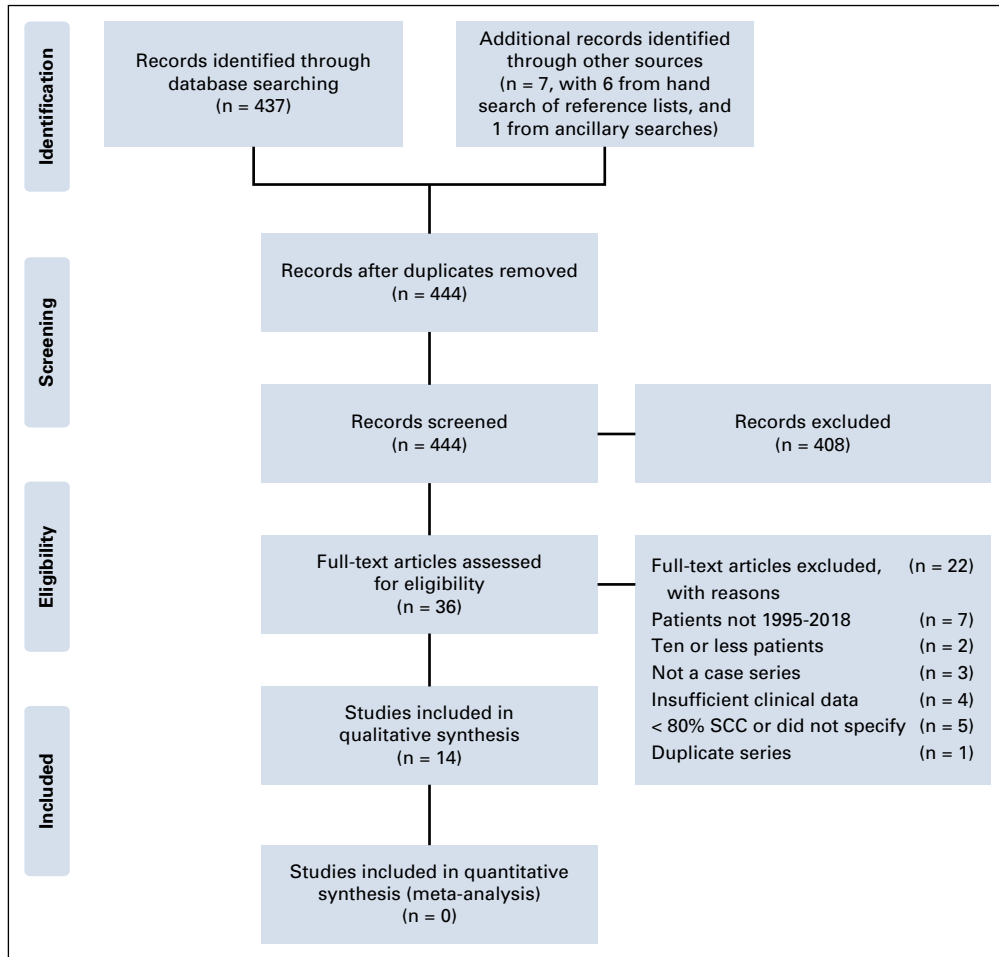 Identification
Records identified through
database searching
(n = 437)
Additional records identified
through other sources
(n = 7, with 6 from hand
search of reference lists, and
1 from ancillary searches)
Screening
Records after duplicates removed
(n = 444)
Records screened
(n = 444)
Records excluded
(n = 408)
Eligibility
Full-text articles assessed
for eligibility
(n = 36)
Full-text articles excluded, (n = 22)
with reasons
Patients not 1995-2018 (n = 7)
Ten or less patients (n = 2)
Not a case series (n = 3)
Insufficient clinical data (n = 4)
< 80% SCC or did not specify (n = 5)
Duplicate series (n = 1)
Included
Studies included in
qualitative synthesis
(n = 14)
Studies included in quantitative
synthesis (meta-analysis)
(n = 0)